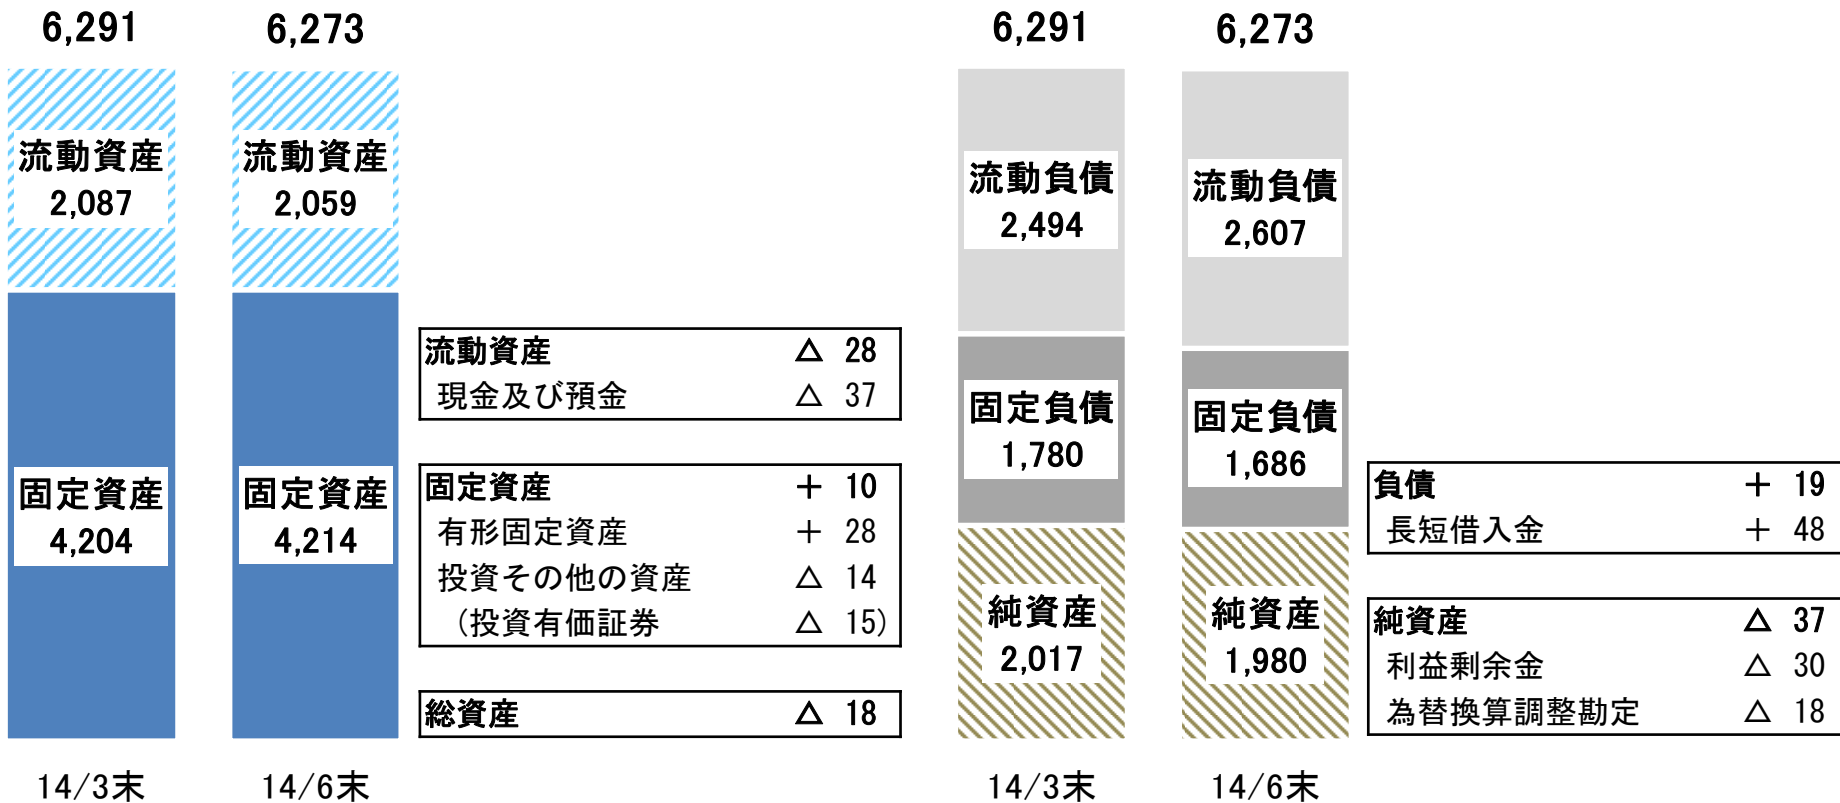 6,291
6,273
流動資産
2,087
流動資産
2,059
固定資産
4,204
固定資産
4,214
14/3末
14/6末
流動資産 △ 28
現金及び預金 △ 37
固定資産 ＋ 10
有形固定資産 ＋ 28
投資その他の資産 △ 14
（投資有価証券 △ 15）
総資産 △ 18
6,291
6,273
流動負債
2,494
流動負債
2,607
固定負債
1,780
固定負債
1,686
純資産
2,017
純資産
1,980
14/3末
14/6末
負債 ＋ 19
長短借入金 ＋ 48
純資産 △ 37
利益剰余金 △ 30
為替換算調整勘定 △ 18